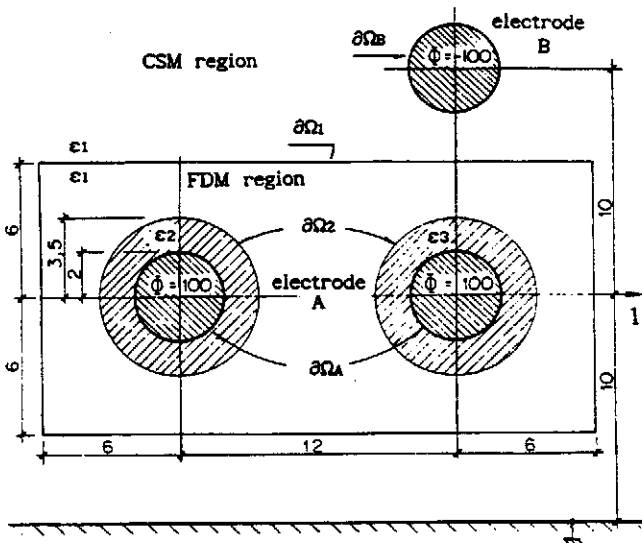 electrode
B
∂ΩB
Φ=-100
CSM region
∂Ω1
ε1
ε1
FDM region
6
3,5
2
ε2
∂Ω2
ε3
10
Φ = 100
electrode
A
Φ = 100
1
6
∂ΩA
10
6
12
6